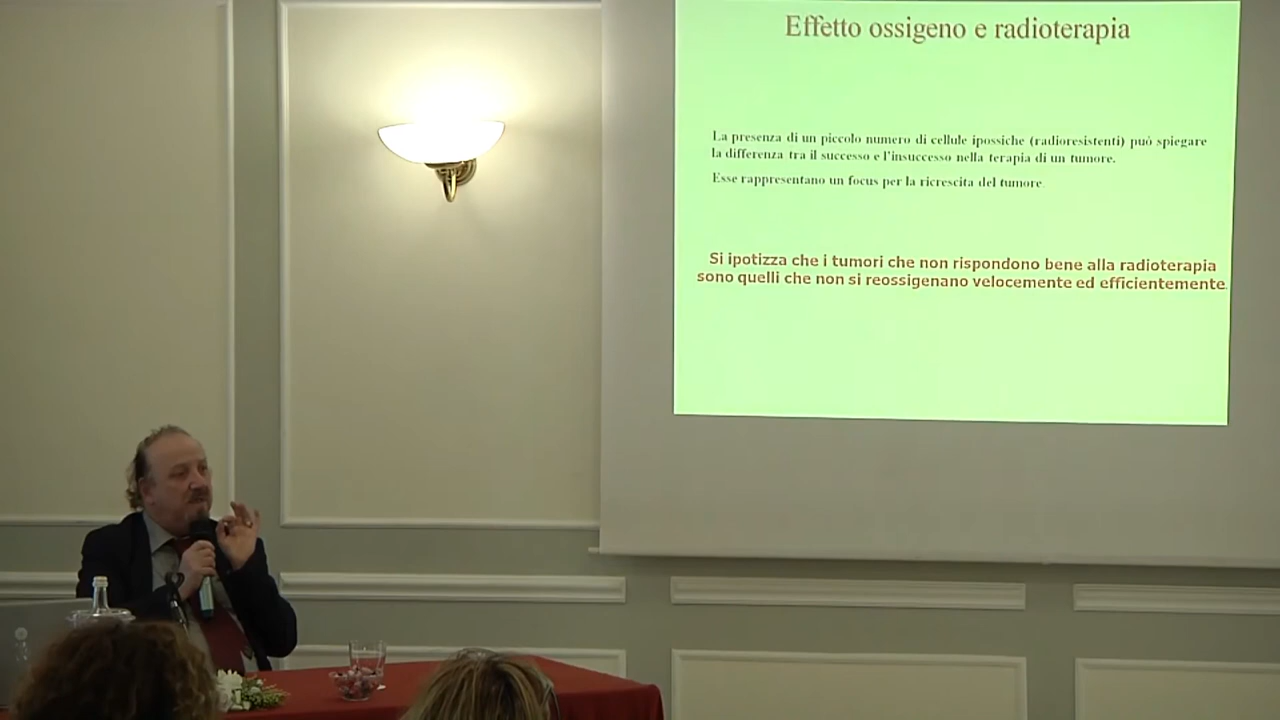 Effetto ossigeno e radioterapia
La presenza di un piccolo numero di cellule ipossiche (radioresistenti) può spiegare
la differenza tra il successo e l'insuccesso nella terapia di un tumore.
Esse rappresentano un focus per la ricrescita del tumore.
Si ipotizza che i tumori che non rispondono bene alla radioterapia
sono quelli che non si reossigenano velocemente ed efficientemente.